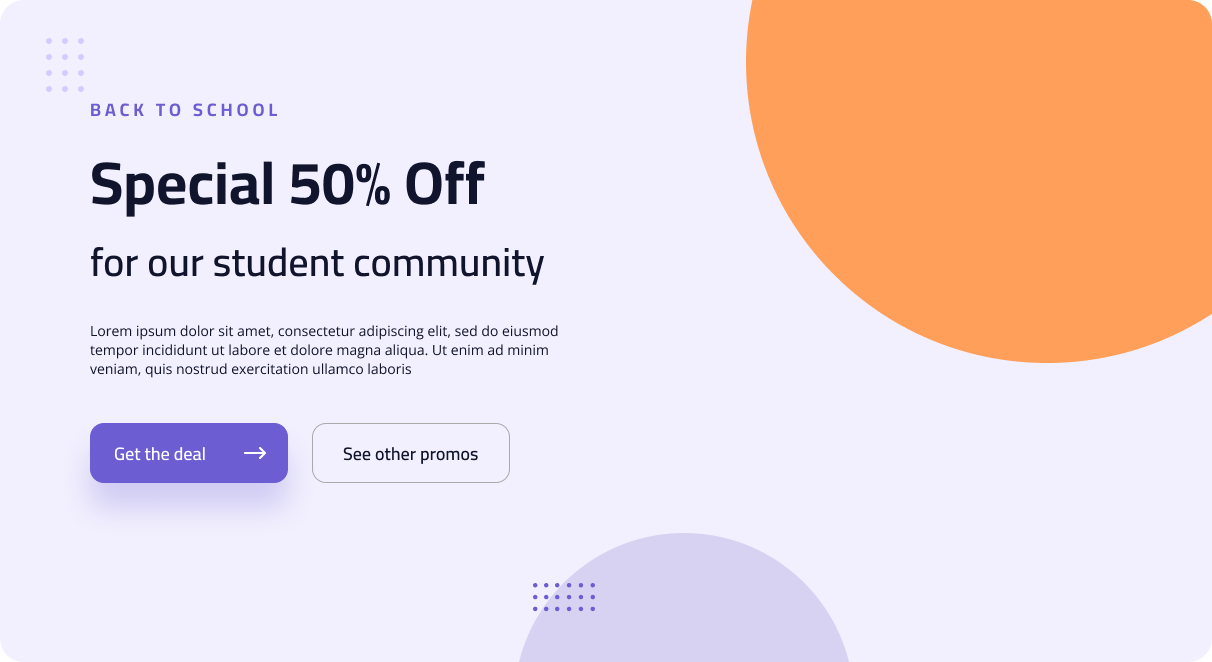 BACK TO SCHOOL
Special 50% Off
for our student community
Lorem ipsum dolor sit amet, consectetur adipiscing elit, sed do eiusmod
tempor incididunt ut labore et dolore magna aliqua. Ut enim ad minim
veniam, quis nostrud exercitation ullamco laboris
Get the deal
See other promos